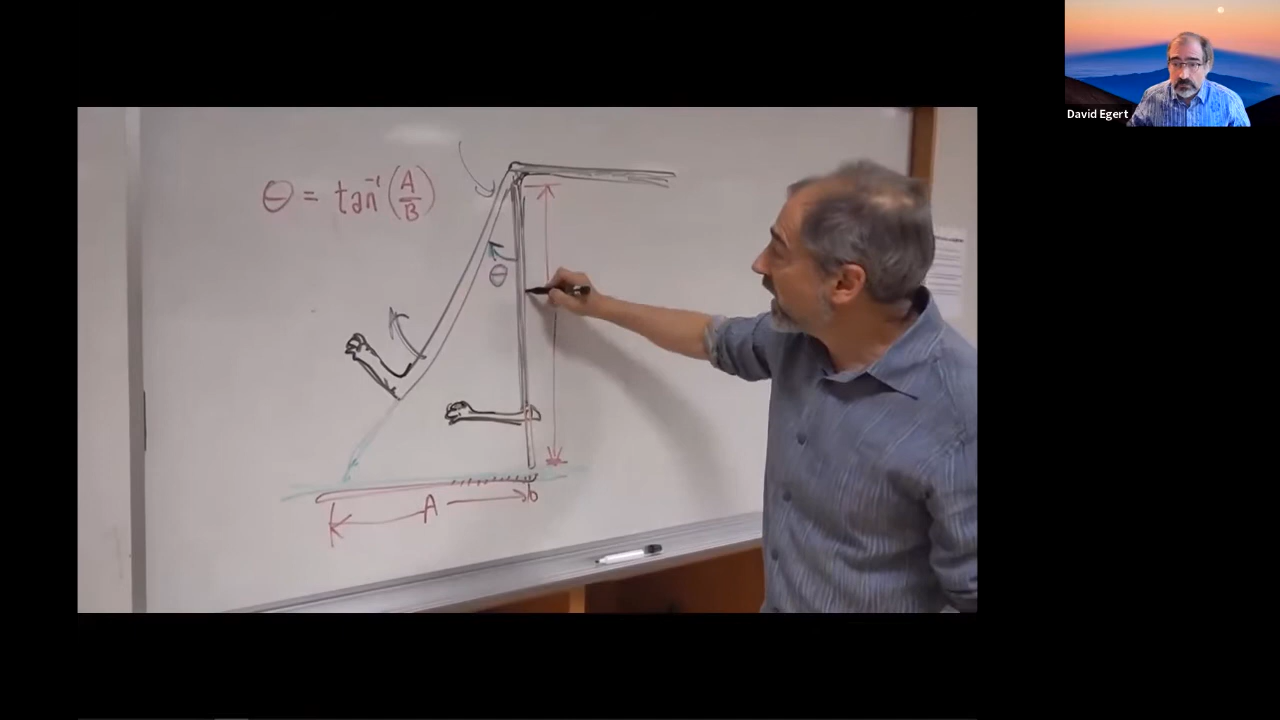 David Egert
θ = tan⁻¹(A/B)
θ
A